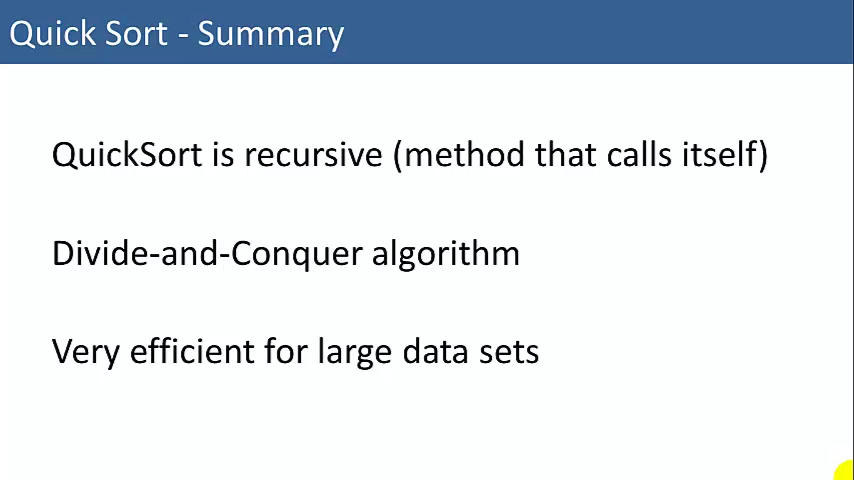 Quick Sort - Summary
QuickSort is recursive (method that calls itself)
Divide-and-Conquer algorithm
Very efficient for large data sets